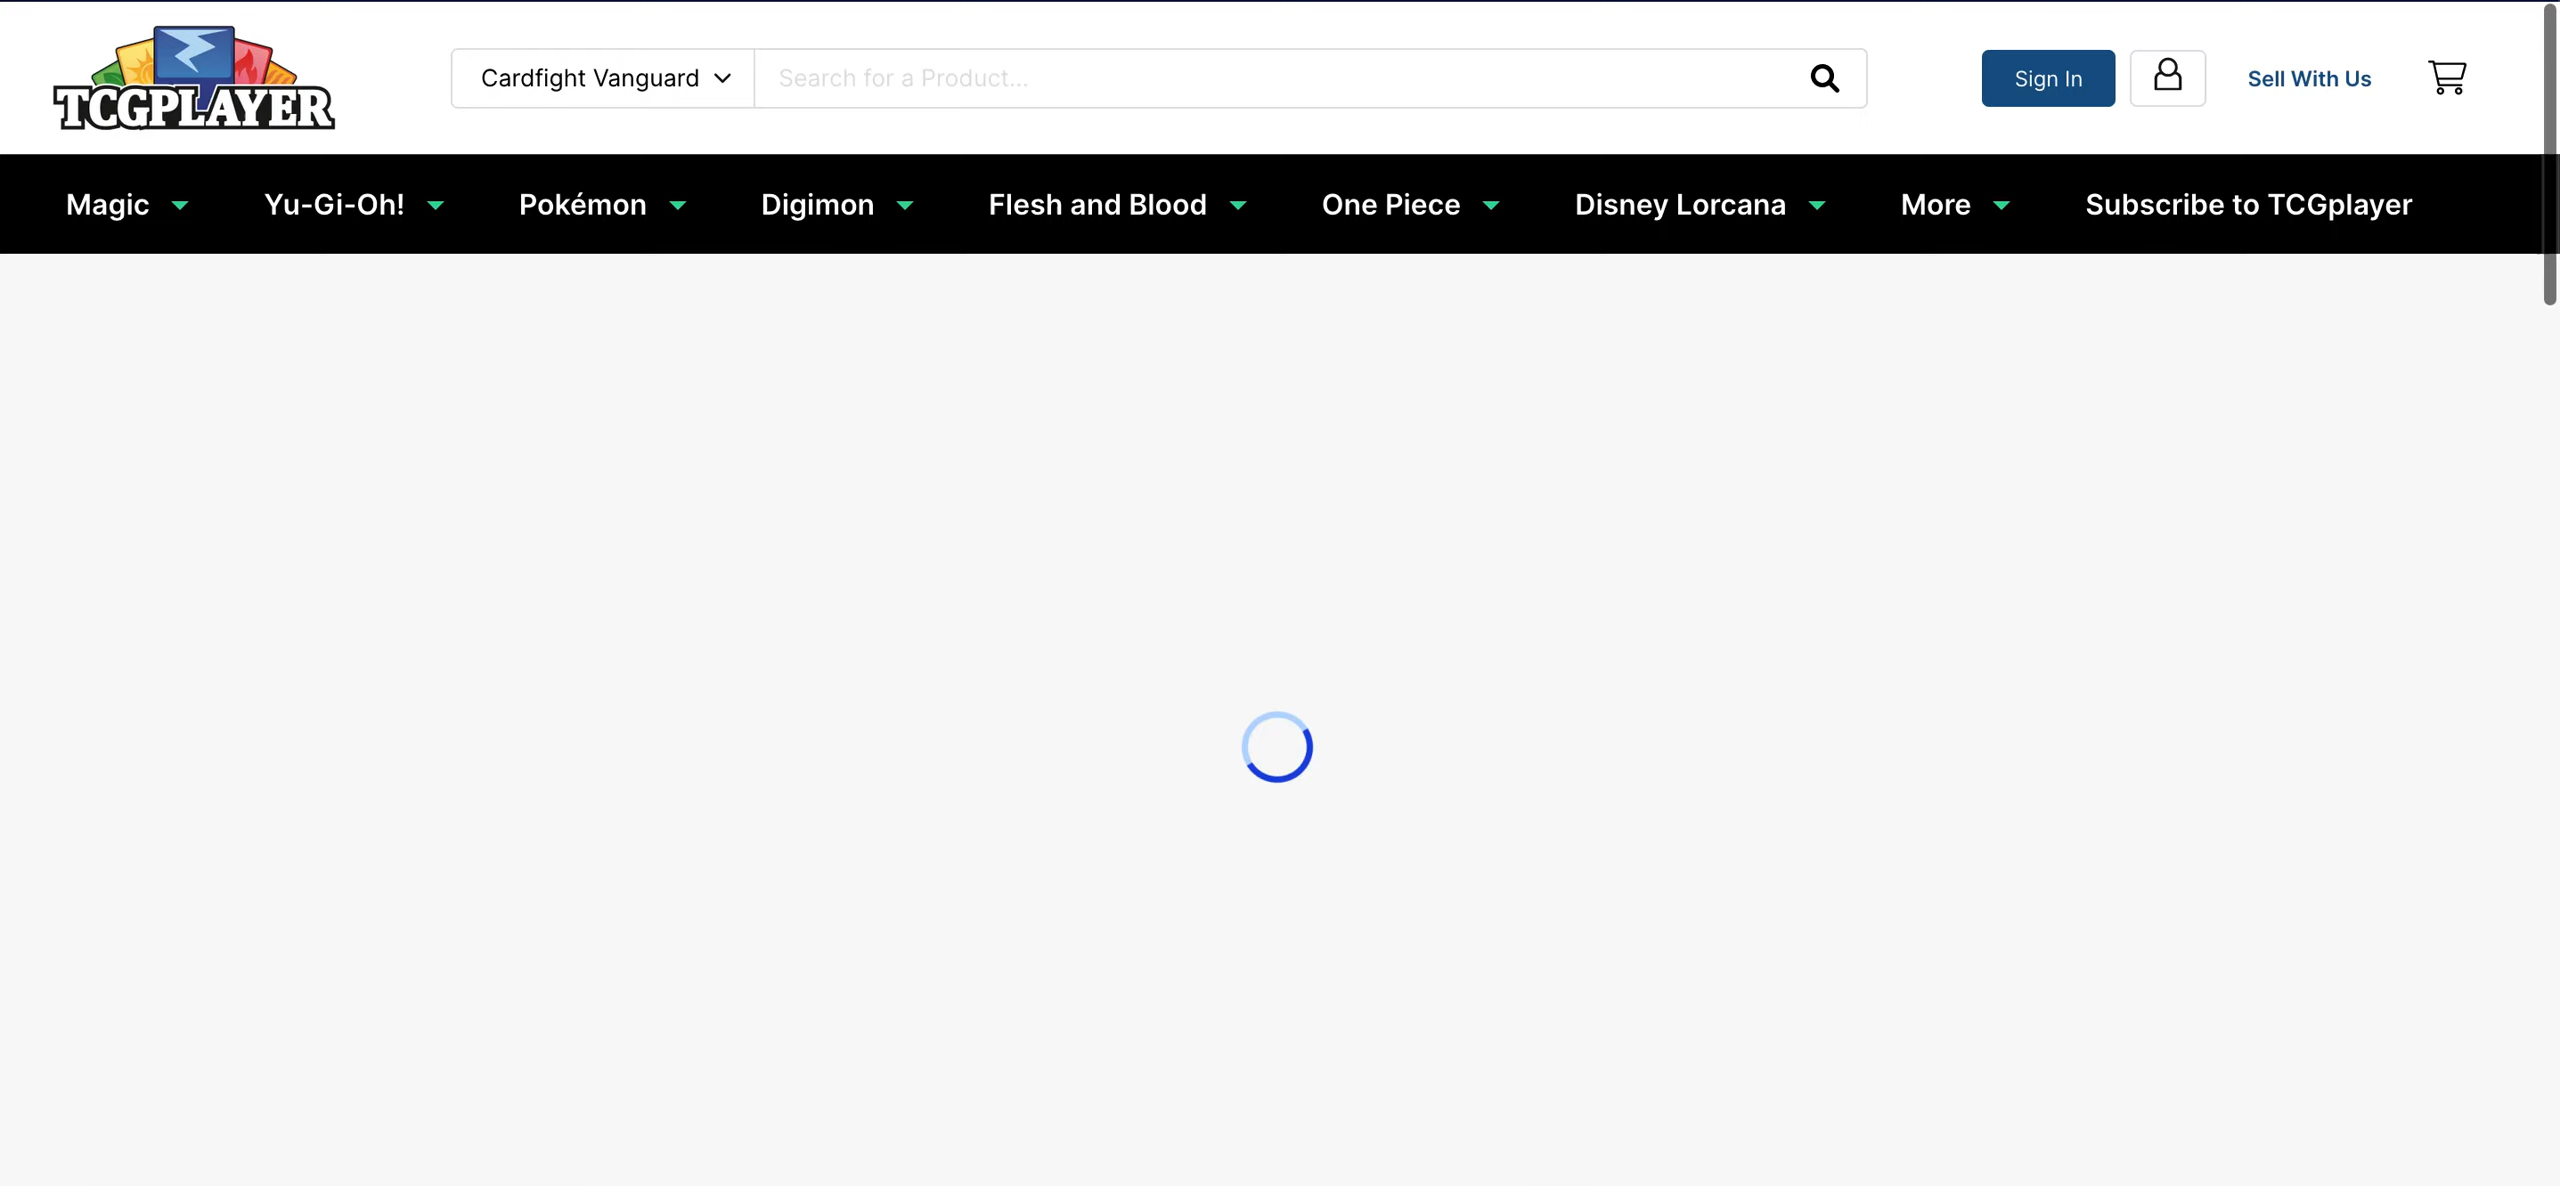 TCGPLAYER
Cardfight Vanguard
Search for a Product...
Sign In
Sell With Us
Magic
Yu-Gi-Oh!
Pokémon
Digimon
Flesh and Blood
One Piece
Disney Lorcana
More
Subscribe to TCGplayer